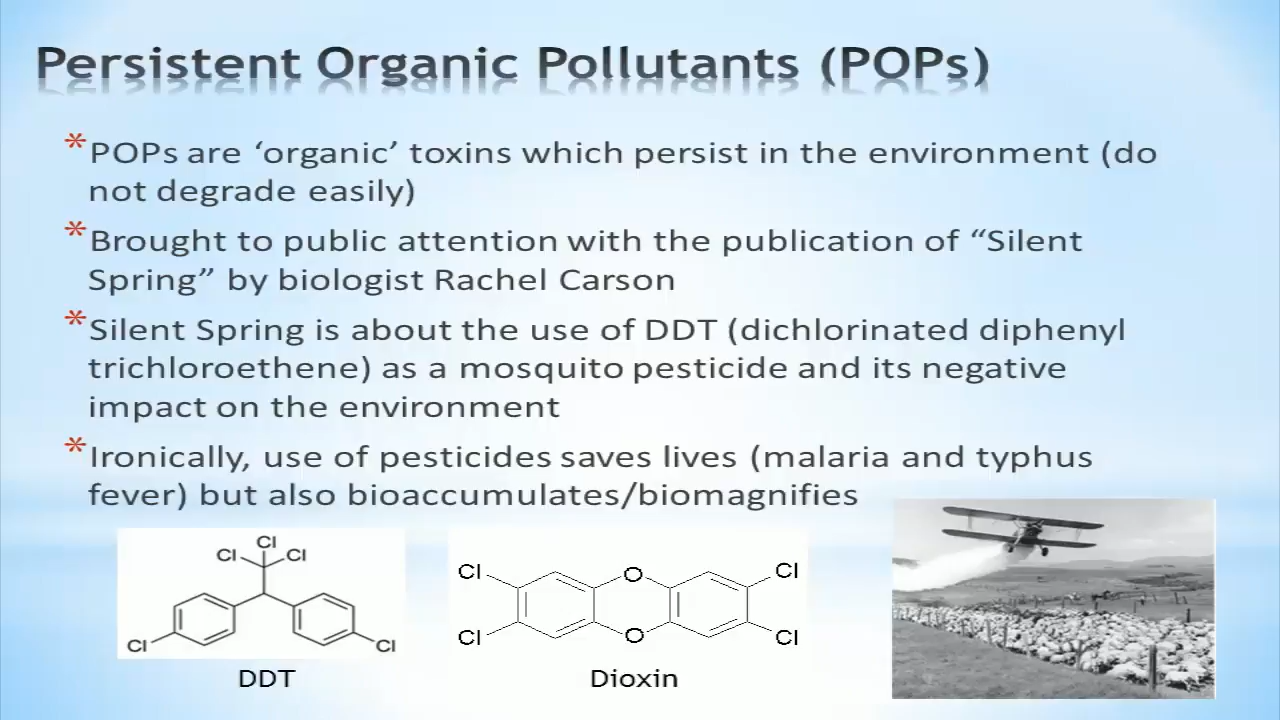 Persistent Organic Pollutants (POPs)
* POPs are ‘organic’ toxins which persist in the environment (do
not degrade easily)
* Brought to public attention with the publication of “Silent
Spring” by biologist Rachel Carson
* Silent Spring is about the use of DDT (dichlorinated diphenyl
trichloroethene) as a mosquito pesticide and its negative
impact on the environment
* Ironically, use of pesticides saves lives (malaria and typhus
fever) but also bioaccumulates/biomagnifies
Cl
Cl Cl
Cl Cl
DDT
Cl O Cl
Cl O Cl
Dioxin